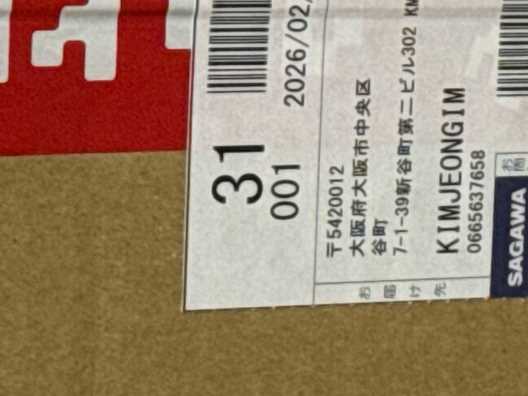 31
001
2026/02
お届け先
〒5420012
大阪府大阪市中央区
谷町
7-1-39新谷町第二ビル302
KIMJEONGIM
0665637658
SAGAWA